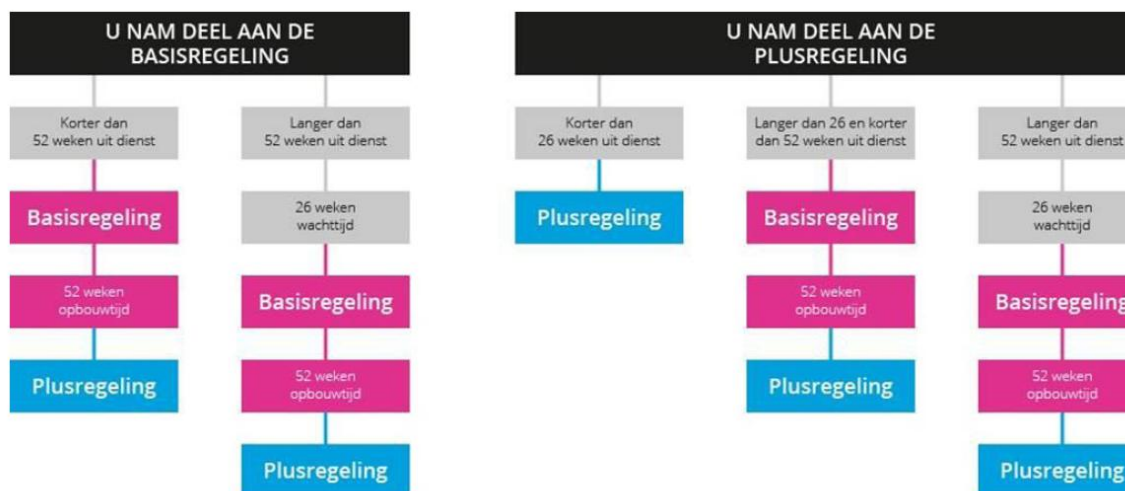 U NAM DEEL AAN DE
BASISREGELING
Korter dan
52 weken uit dienst
Basisregeling
52 weken
opbouwtijd
Plusregeling
Langer dan
52 weken uit dienst
26 weken
wachttijd
Basisregeling
52 weken
opbouwtijd
Plusregeling
U NAM DEEL AAN DE
PLUSREGELING
Korter dan
26 weken uit dienst
Plusregeling
Langer dan 26 en korter
dan 52 weken uit dienst
Basisregeling
52 weken
opbouwtijd
Plusregeling
Langer dan
52 weken uit dienst
26 weken
wachttijd
Basisregeling
52 weken
opbouwtijd
Plusregeling